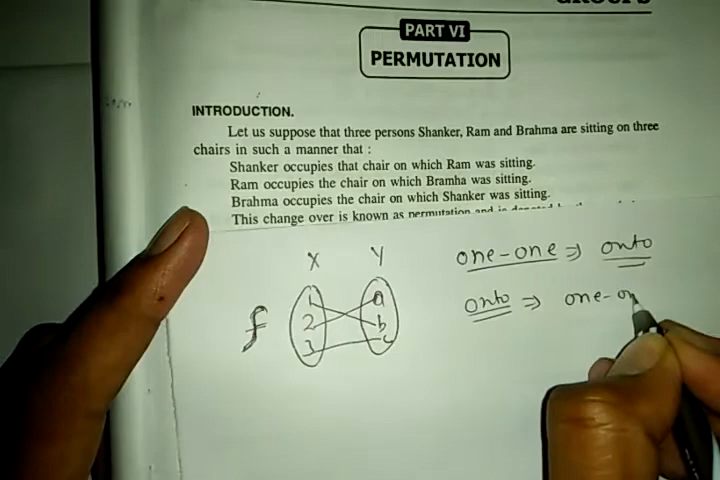 PART VI
PERMUTATION
INTRODUCTION.
Let us suppose that three persons Shanker, Ram and Brahma are sitting on three
chairs in such a manner that :
Shanker occupies that chair on which Ram was sitting.
Ram occupies the chair on which Bramha was sitting.
Brahma occupies the chair on which Shanker was sitting.
This change over is known as permutation and is
X Y
one-one ⇒ onto
f 1 a
2 b
3 c
onto ⇒ one-on